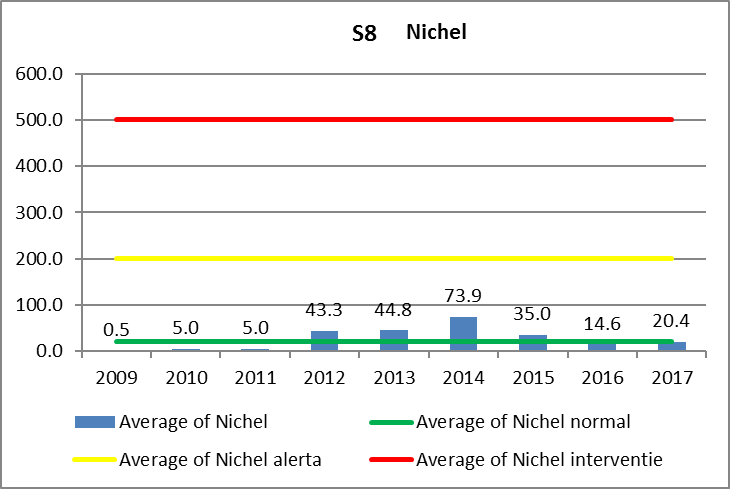 S8 Nichel
600.0
500.0
400.0
300.0
200.0
100.0
0.0
0.5 5.0 5.0 43.3 44.8 73.9 35.0 14.6 20.4
2009 2010 2011 2012 2013 2014 2015 2016 2017
Average of Nichel Average of Nichel normal
Average of Nichel alerta Average of Nichel interventie